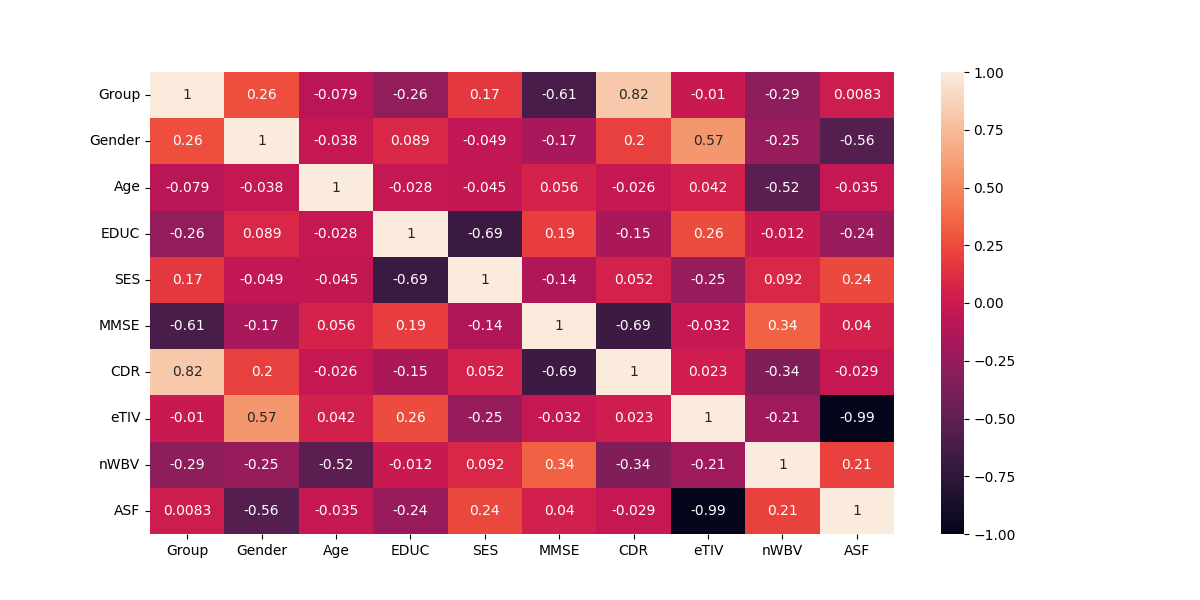 Group 1 0.26 -0.079 -0.26 0.17 -0.61 0.82 -0.01 -0.29 0.0083
Gender 0.26 1 -0.038 0.089 -0.049 -0.17 0.2 0.57 -0.25 -0.56
Age -0.079 -0.038 1 -0.028 -0.045 0.056 -0.026 0.042 -0.52 -0.035
EDUC -0.26 0.089 -0.028 1 -0.69 0.19 -0.15 0.26 -0.012 -0.24
SES 0.17 -0.049 -0.045 -0.69 1 -0.14 0.052 -0.25 0.092 0.24
MMSE -0.61 -0.17 0.056 0.19 -0.14 1 -0.69 -0.032 0.34 0.04
CDR 0.82 0.2 -0.026 -0.15 0.052 -0.69 1 0.023 -0.34 -0.029
eTIV -0.01 0.57 0.042 0.26 -0.25 -0.032 0.023 1 -0.21 -0.99
nWBV -0.29 -0.25 -0.52 -0.012 0.092 0.34 -0.34 -0.21 1 0.21
ASF 0.0083 -0.56 -0.035 -0.24 0.24 0.04 -0.029 -0.99 0.21 1
Group Gender Age EDUC SES MMSE CDR eTIV nWBV ASF
1.00
0.75
0.50
0.25
0.00
−0.25
−0.50
−0.75
−1.00